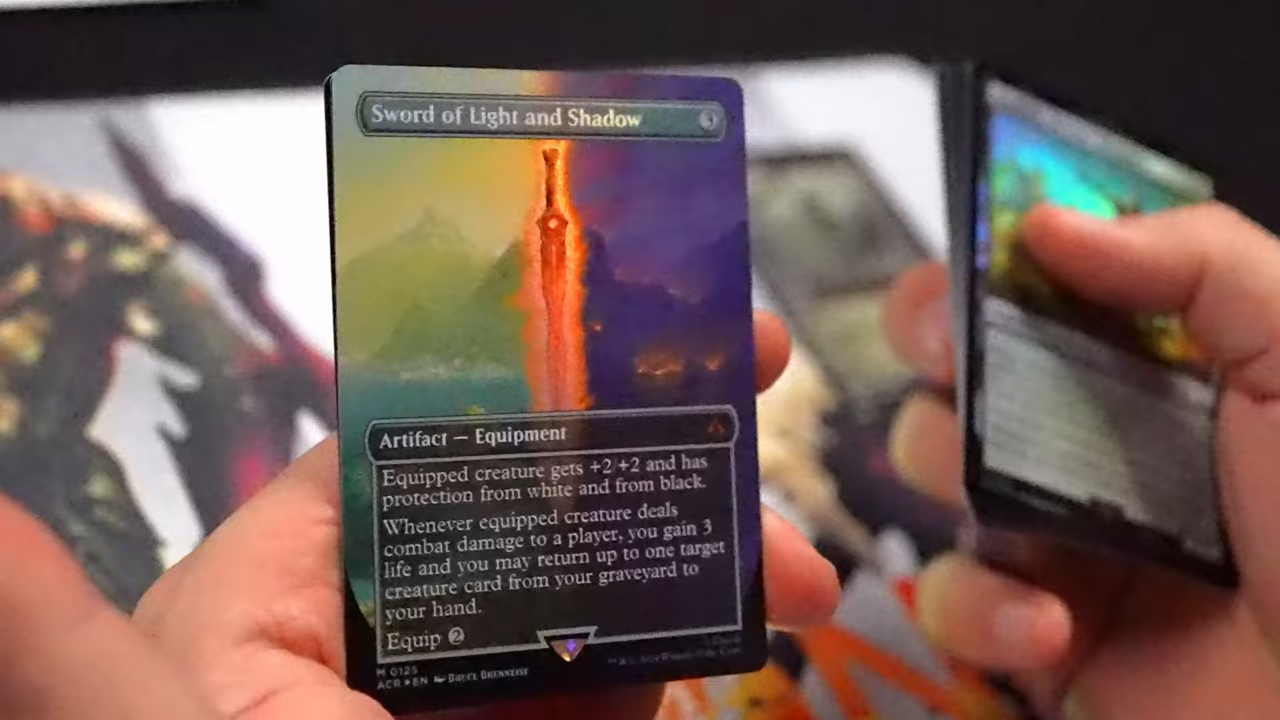 Sword of Light and Shadow 3
Artifact — Equipment
Equipped creature gets +2/+2 and has
protection from white and from black.
Whenever equipped creature deals
combat damage to a player, you gain 3
life and you may return up to one target
creature card from your graveyard to
your hand.
Equip 2
M 0125
ACR★EN BRUCE BRENNEISE